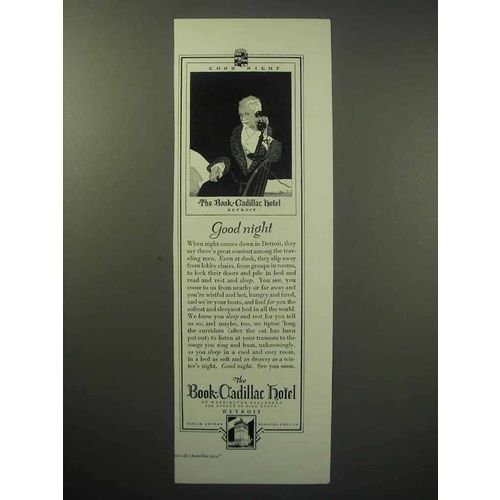 GOOD NIGHT
The Book-Cadillac Hotel
DETROIT
Good night
When night comes down in Detroit, they
say there's great content among the trav-
eling men. Even at dusk, they slip away
from lobby chairs, from groups in rooms,
to lock their doors and pile in bed and
read and rest and sleep. You see, you
come to us from nearby or far away and
you're wistful and hot, hungry and tired,
and we're your hosts, and find for you the
softest and sleepiest bed in all the world.
We know you sleep and rest for you tell
us so; and maybe, too, we tiptoe 'long
the corridors (after the cat has been
put out) to listen at your transom to the
songs you sing and hum, unknowingly,
as you sleep in a cool and cozy room,
in a bed as soft and as drowsy as a win-
ter's night. Good night. See you soon.
The
Book-Cadillac Hotel
ON WASHINGTON BOULEVARD
DETROIT